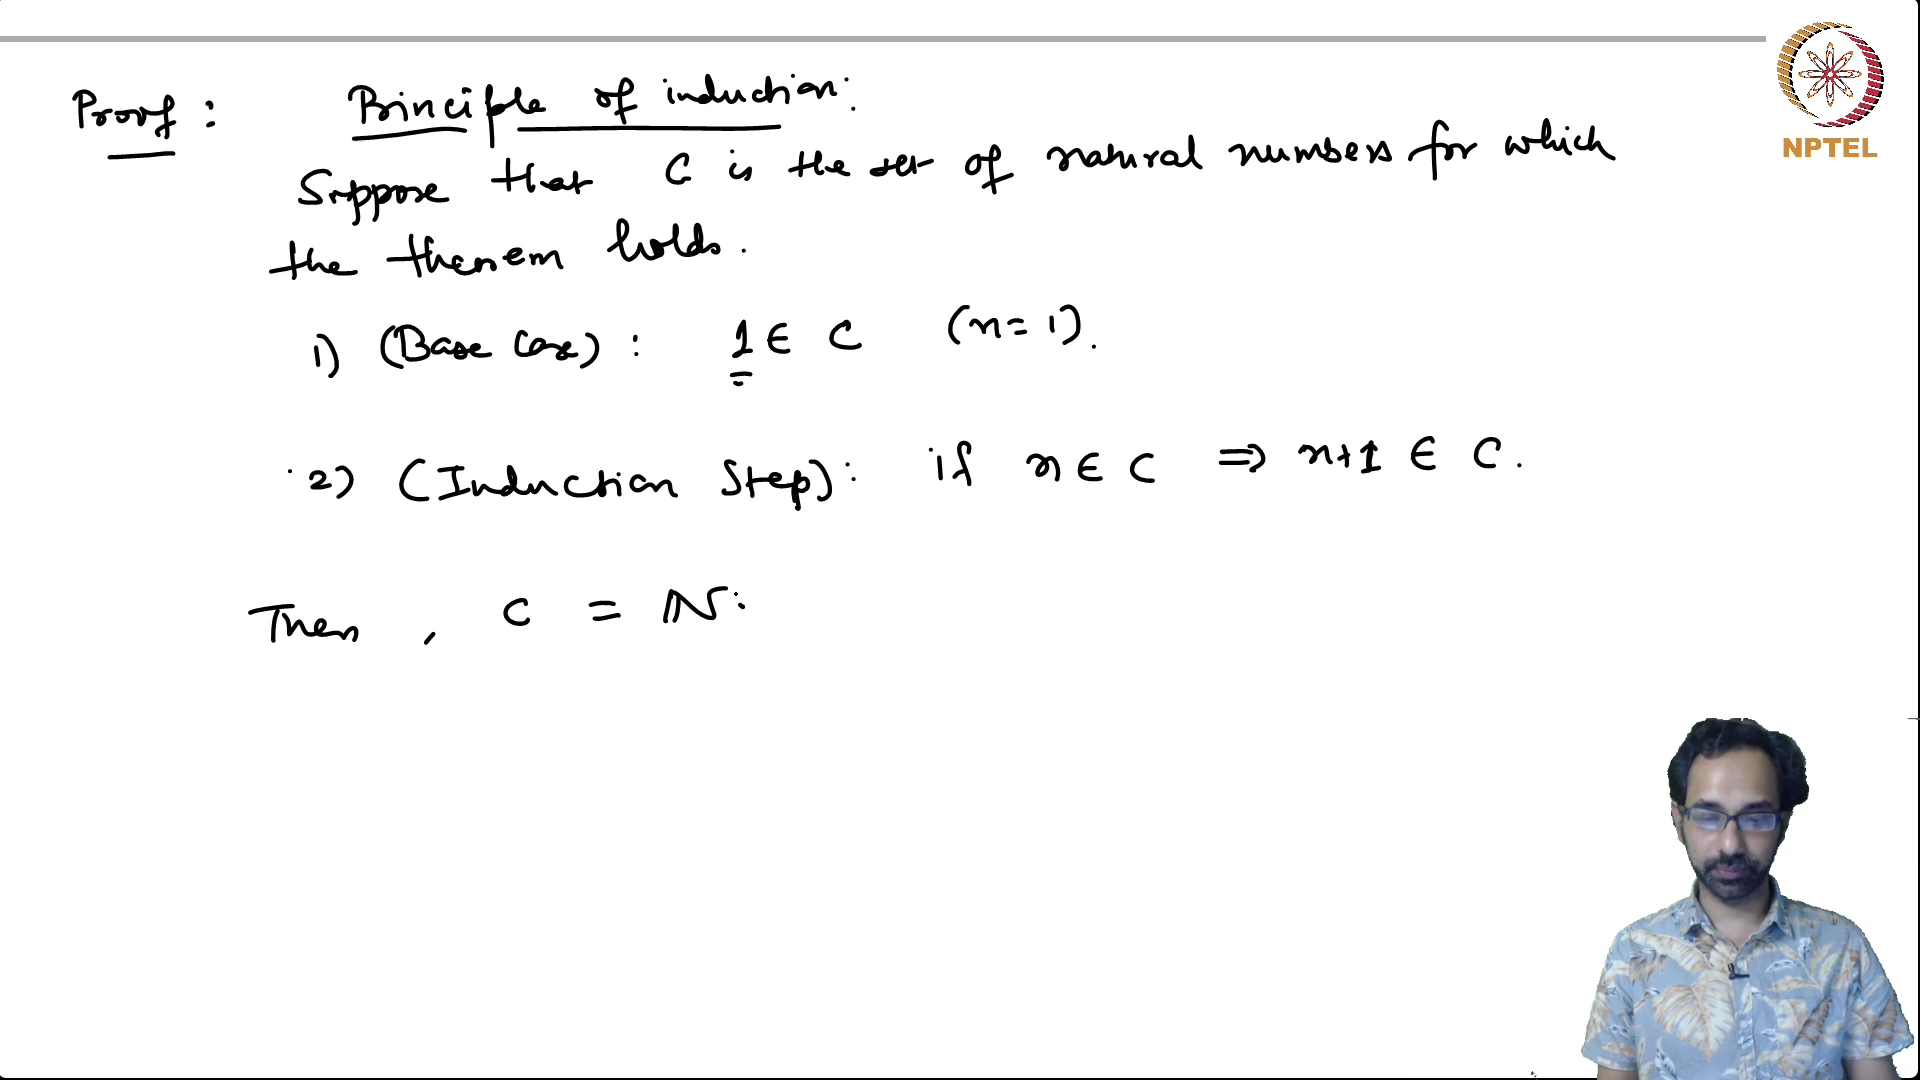 Proof : Principle of induction:
Suppose that C is the set of natural numbers for which
the theorem holds.
1) (Base Case) : 1 ∈ C (n = 1).
2) (Induction Step) : if n ∈ C ⇒ n+1 ∈ C.
Then , C = ℕ.
NPTEL